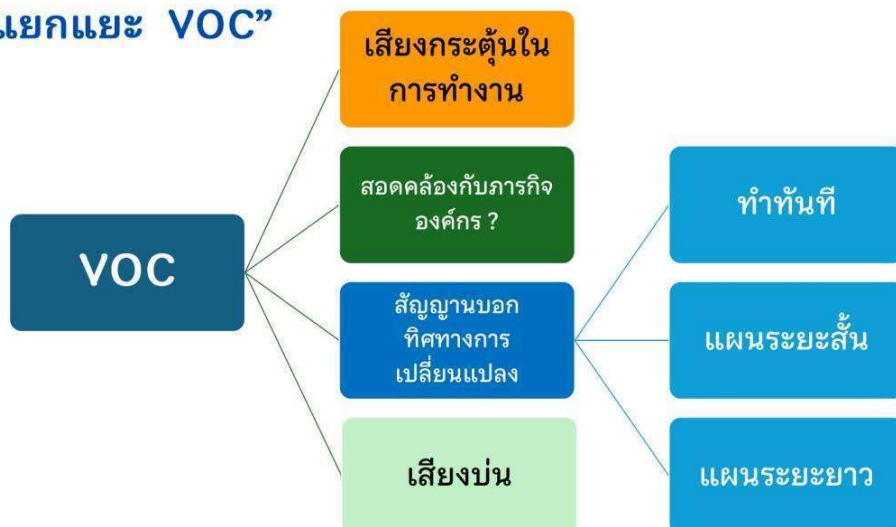 แยกแยะ VOC”
เสียงกระตุ้นใน
การทำงาน
สอดคล้องกับภารกิจ
องค์กร ?
VOC
สัญญานบอก
ทิศทางการ
เปลี่ยนแปลง
เสียงบ่น
ทำทันที
แผนระยะสั้น
แผนระยะยาว